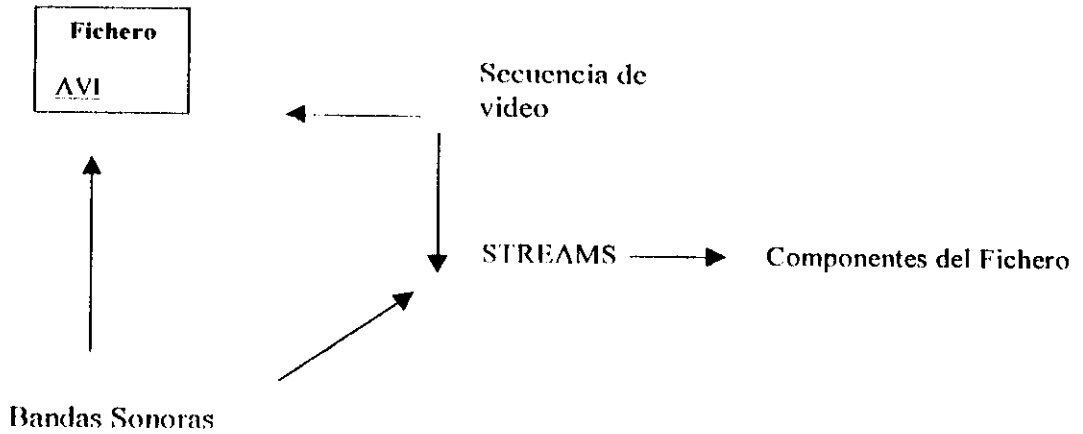 Fichero
AVI
Secuencia de
video
STREAMS
Componentes del Fichero
Bandas Sonoras